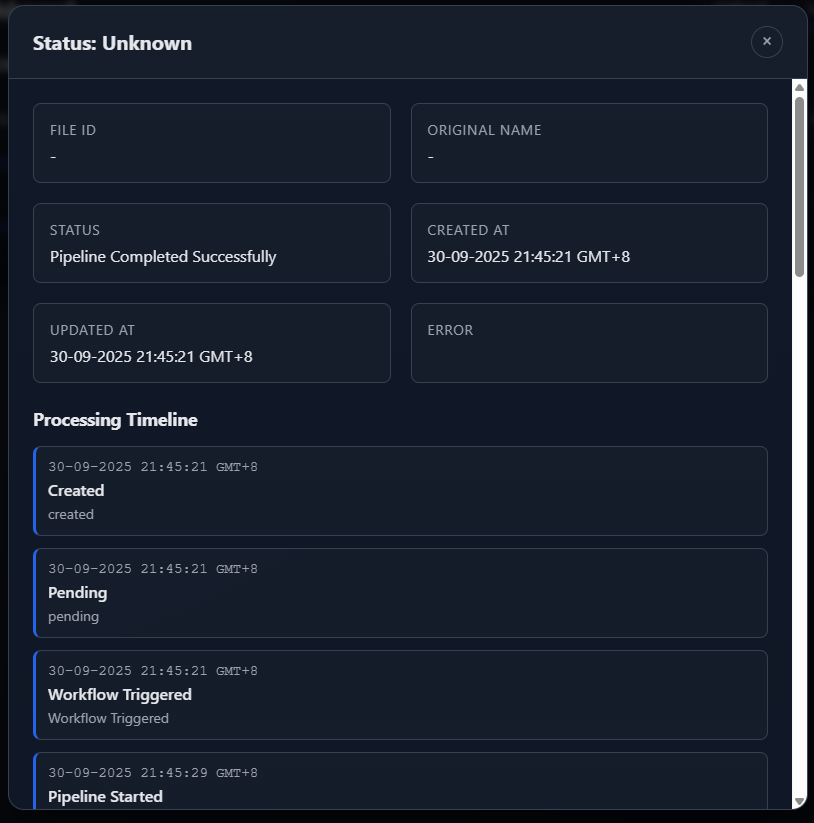 Status: Unknown
×
FILE ID
-
ORIGINAL NAME
-
STATUS
Pipeline Completed Successfully
CREATED AT
30-09-2025 21:45:21 GMT+8
UPDATED AT
30-09-2025 21:45:21 GMT+8
ERROR
Processing Timeline
30-09-2025 21:45:21 GMT+8
Created
created
30-09-2025 21:45:21 GMT+8
Pending
pending
30-09-2025 21:45:21 GMT+8
Workflow Triggered
Workflow Triggered
30-09-2025 21:45:29 GMT+8
Pipeline Started